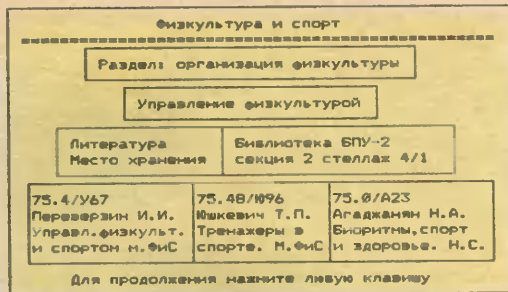 Физкультура и спорт
Раздел: организация физкультуры
Управление физкультурой
Литература
Место хранения
Библиотека БПУ-2
секция 2 стеллаж 4/1
75.4/У67
Переверзин И.И.
Управл.физкульт.
и спортом м.ФиС
75.48/Ю96
Юшкевич Т.П.
Тренажеры в
спорте. М.ФиС
75.0/А23
Агаджанян Н.А.
Биоритмы,спорт
и здоровье. Н.С.
Для продолжения нажмите любую клавишу